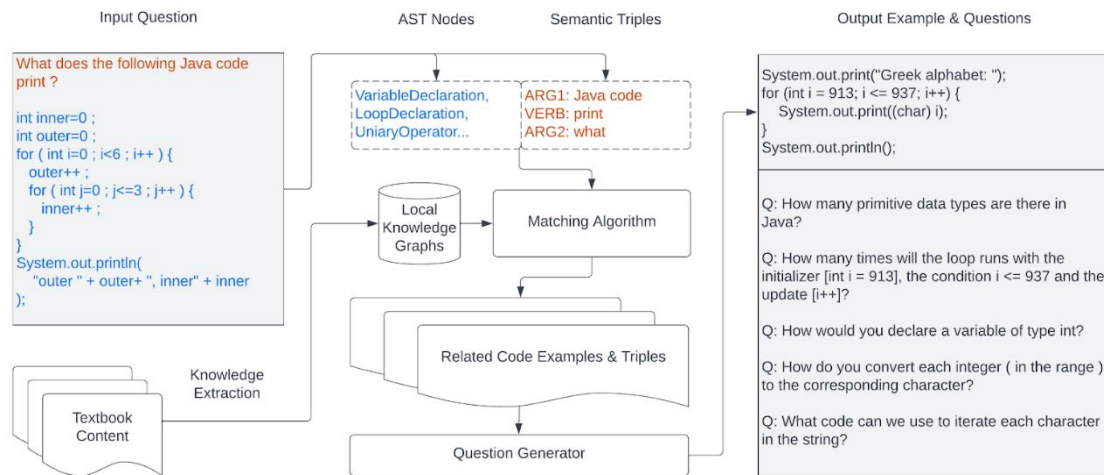 Input Question
AST Nodes
Semantic Triples
Output Example & Questions
What does the following Java code
print ?
int inner=0 ;
int outer=0 ;
for ( int i=0 ; i<6 ; i++ ) {
outer++ ;
for ( int j=0 ; j<=3 ; j++ ) {
inner++ ;
}
}
System.out.println(
"outer " + outer+ ", inner" + inner
);
VariableDeclaration,
LoopDeclaration,
UniaryOperator...
ARG1: Java code
VERB: print
ARG2: what
Local
Knowledge
Graphs
Matching Algorithm
Related Code Examples & Triples
Knowledge
Extraction
Textbook
Content
Question Generator
System.out.print("Greek alphabet: ");
for (int i = 913; i <= 937; i++) {
System.out.print((char) i);
}
System.out.println();
Q: How many primitive data types are there in
Java?
Q: How many times will the loop runs with the
initializer [int i = 913], the condition i <= 937 and the
update [i++]?
Q: How would you declare a variable of type int?
Q: How do you convert each integer ( in the range )
to the corresponding character?
Q: What code can we use to iterate each character
in the string?